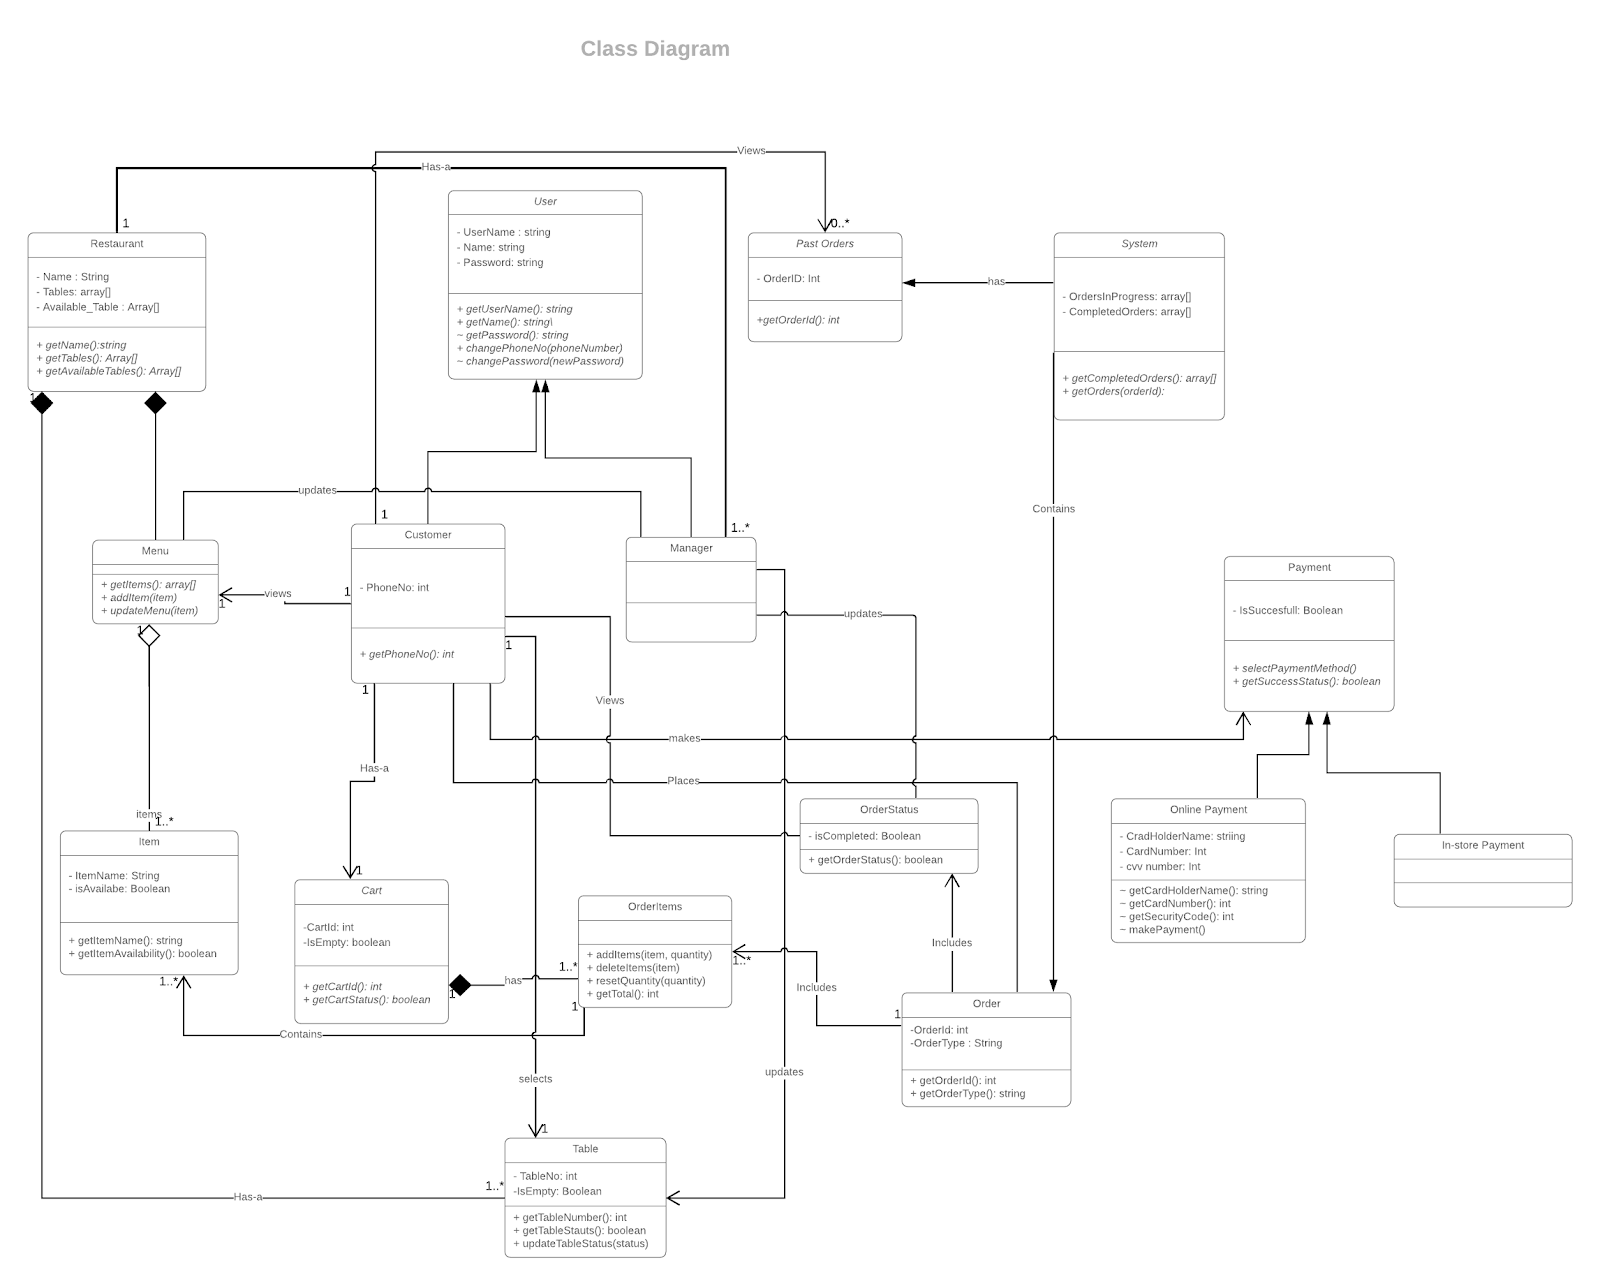 Class Diagram
Views
Has-a
1
0..*
User
- UserName : string
- Name: string
- Password: string
+ getUserName(): string
+ getName(): string\
~ getPassword(): string
+ changePhoneNo(phoneNumber)
~ changePassword(newPassword)
Restaurant
- Name : String
- Tables: array[]
- Available_Table : Array[]
+ getName():string
+ getTables(): Array[]
+ getAvailableTables(): Array[]
1
Past Orders
- OrderID: Int
+getOrderId(): int
has
System
- OrdersInProgress: array[]
- CompletedOrders: array[]
+ getCompletedOrders(): array[]
+ getOrders(orderId):
updates
1
1..*
Contains
Menu
+ getItems(): array[]
+ addItem(item)
+ updateMenu(item)
1
views
1
1
Customer
- PhoneNo: int
+ getPhoneNo(): int
1
1
Manager
updates
Payment
- IsSuccesfull: Boolean
+ selectPaymentMethod()
+ getSuccessStatus(): boolean
Views
makes
Has-a
Places
items
1..*
Item
- ItemName: String
- isAvailabe: Boolean
+ getItemName(): string
+ getItemAvailability(): boolean
1..*
OrderStatus
- isCompleted: Boolean
+ getOrderStatus(): boolean
Online Payment
- CradHolderName: striing
- CardNumber: Int
- cvv number: Int
~ getCardHolderName(): string
~ getCardNumber(): int
~ getSecurityCode(): int
~ makePayment()
In-store Payment
1
Cart
-CartId: int
-IsEmpty: boolean
+ getCartId(): int
+ getCartStatus(): boolean
1
has
1..*
OrderItems
+ addItems(item, quantity)
+ deleteItems(item)
+ resetQuantity(quantity)
+ getTotal(): int
1
1..*
Includes
Includes
1
Order
-OrderId: int
-OrderType : String
+ getOrderId(): int
+ getOrderType(): string
Contains
selects
updates
1
Table
- TableNo: int
-IsEmpty: Boolean
+ getTableNumber(): int
+ getTableStauts(): boolean
+ updateTableStatus(status)
1..*
Has-a